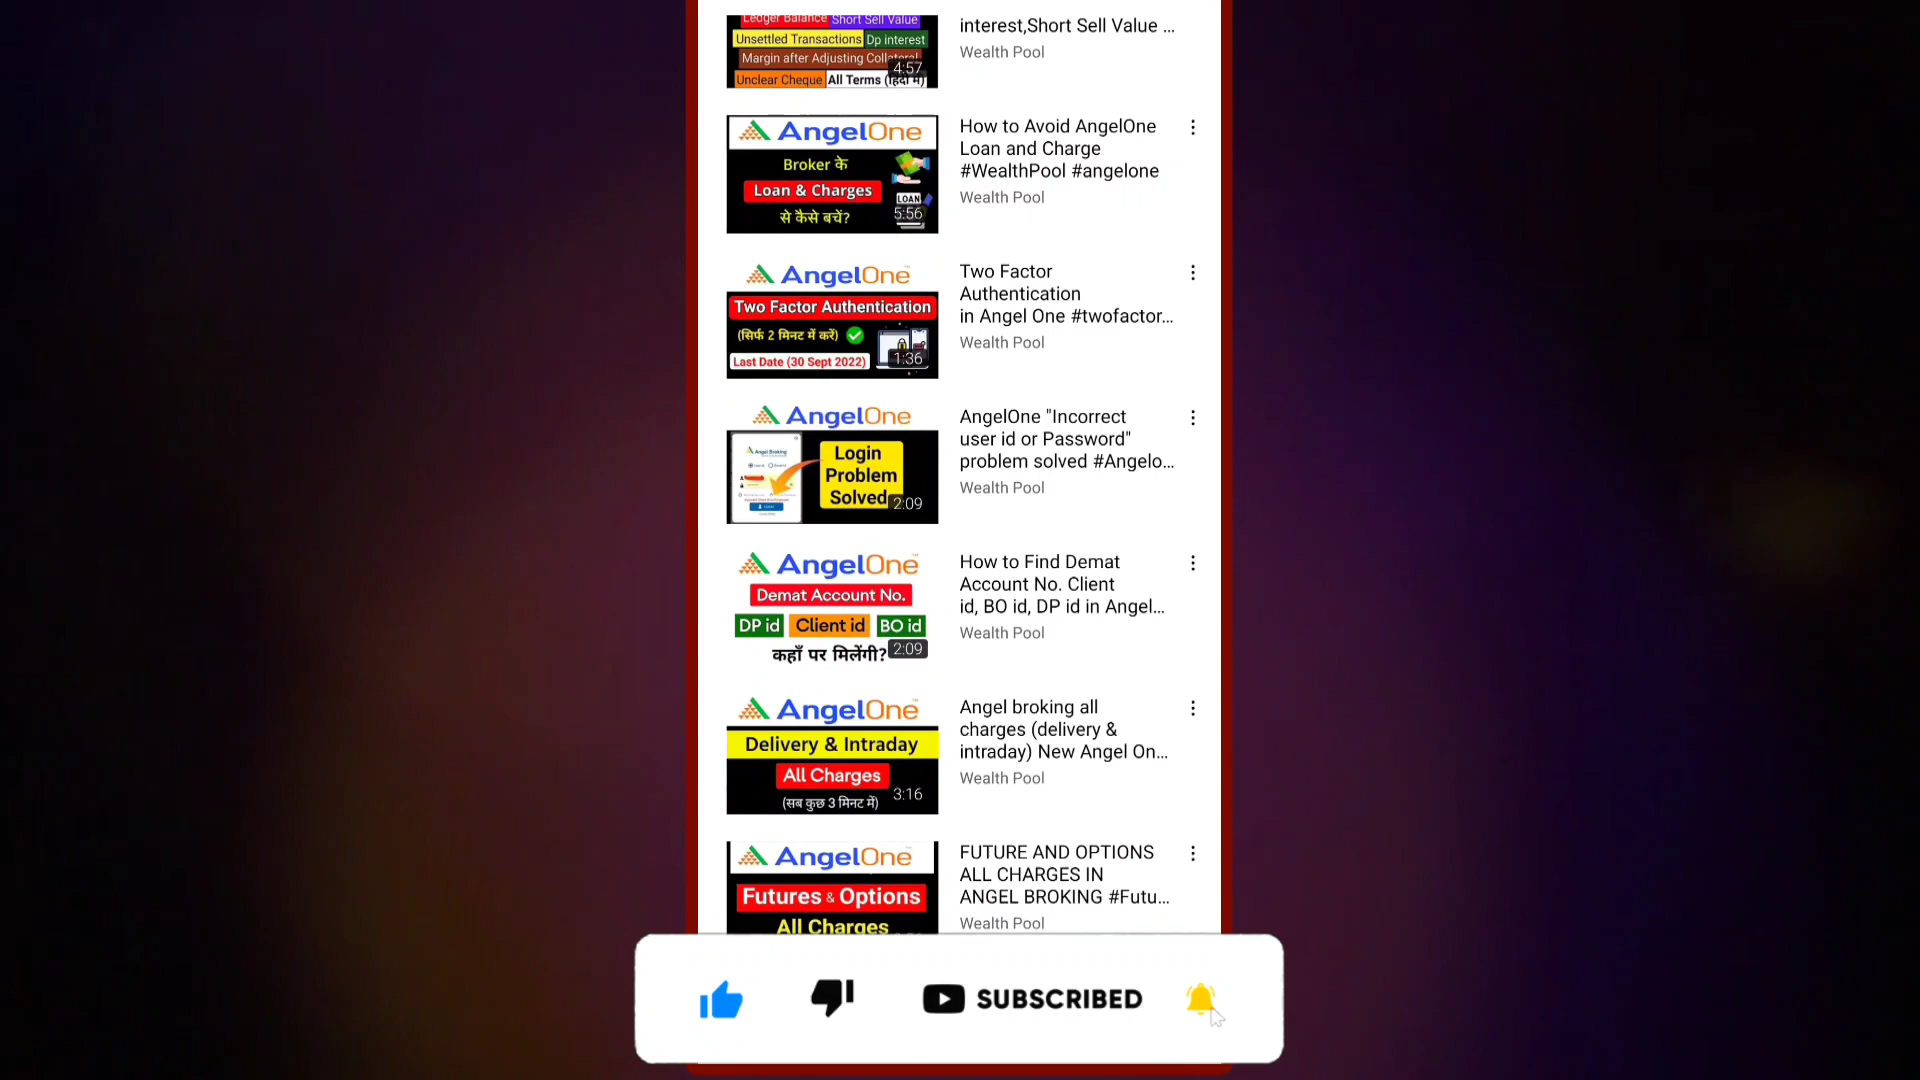 Ledger Balance Short Sell Value
Unsettled Transactions Dp interest
Margin after Adjusting Collateral
4:57
Unclear Cheque All Terms (हिंदी में)
interest,Short Sell Value ...
Wealth Pool
AngelOne
Broker के
Loan & Charges
LOAN
से कैसे बचें?
5:56
How to Avoid AngelOne
Loan and Charge
#WealthPool #angelone
Wealth Pool
AngelOne
Two Factor Authentication
(सिर्फ 2 मिनट में करें)
Last Date (30 Sept 2022)
1:36
Two Factor
Authentication
in Angel One #twofactor...
Wealth Pool
AngelOne
Angel Broking
Login
Problem
Solved
2:09
AngelOne "Incorrect
user id or Password"
problem solved #Angelo...
Wealth Pool
AngelOne
Demat Account No.
DP id Client id BO id
कहाँ पर मिलेंगी?
2:09
How to Find Demat
Account No. Client
id, BO id, DP id in Angel...
Wealth Pool
AngelOne
Delivery & Intraday
All Charges
(सब कुछ 3 मिनट में)
3:16
Angel broking all
charges (delivery &
intraday) New Angel On...
Wealth Pool
AngelOne
Futures & Options
All Charges
FUTURE AND OPTIONS
ALL CHARGES IN
ANGEL BROKING #Futu...
Wealth Pool
SUBSCRIBED